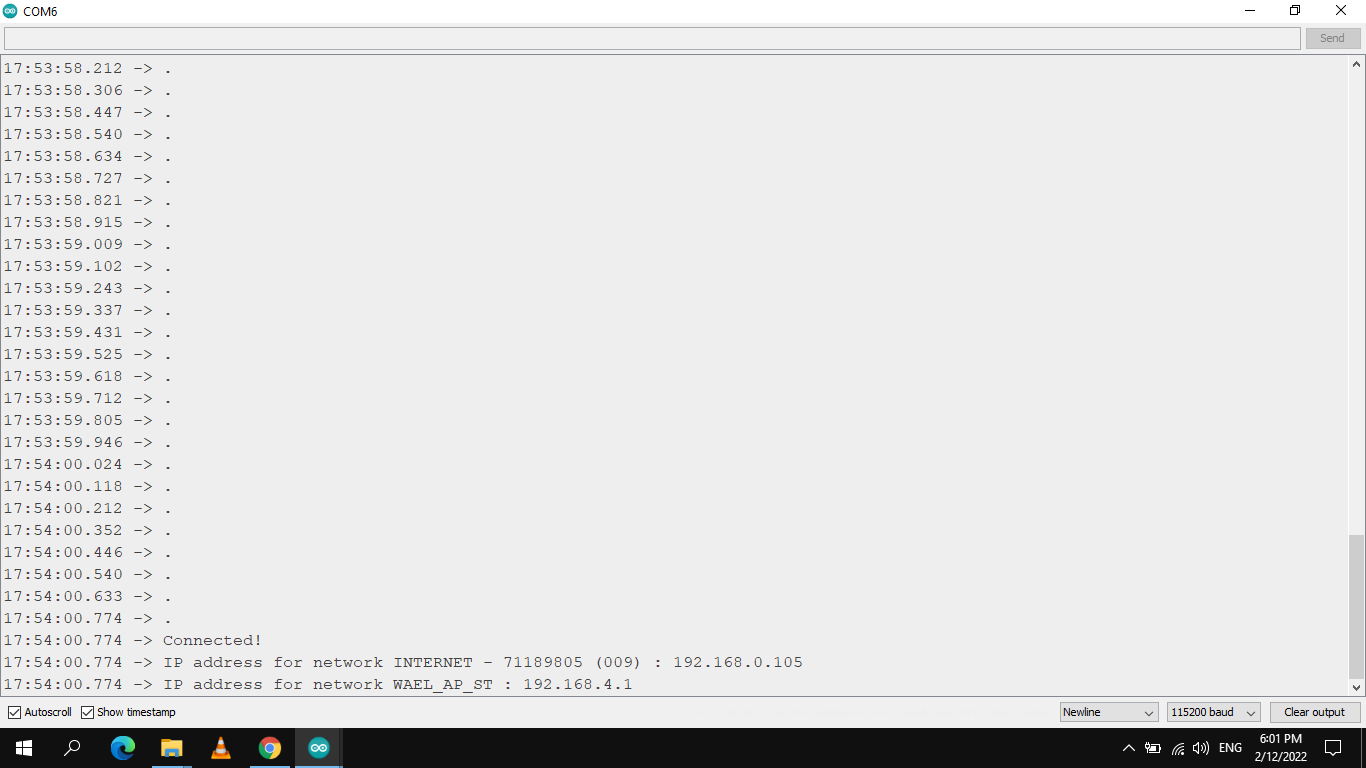 COM6
Send
17:53:58.212 -> .
17:53:58.306 -> .
17:53:58.447 -> .
17:53:58.540 -> .
17:53:58.634 -> .
17:53:58.727 -> .
17:53:58.821 -> .
17:53:58.915 -> .
17:53:59.009 -> .
17:53:59.102 -> .
17:53:59.243 -> .
17:53:59.337 -> .
17:53:59.431 -> .
17:53:59.525 -> .
17:53:59.618 -> .
17:53:59.712 -> .
17:53:59.805 -> .
17:53:59.946 -> .
17:54:00.024 -> .
17:54:00.118 -> .
17:54:00.212 -> .
17:54:00.352 -> .
17:54:00.446 -> .
17:54:00.540 -> .
17:54:00.633 -> .
17:54:00.774 -> .
17:54:00.774 -> Connected!
17:54:00.774 -> IP address for network INTERNET - 71189805 (009) : 192.168.0.105
17:54:00.774 -> IP address for network WAEL_AP_ST : 192.168.4.1
Autoscroll Show timestamp Newline 115200 baud Clear output
ENG 6:01 PM
2/12/2022